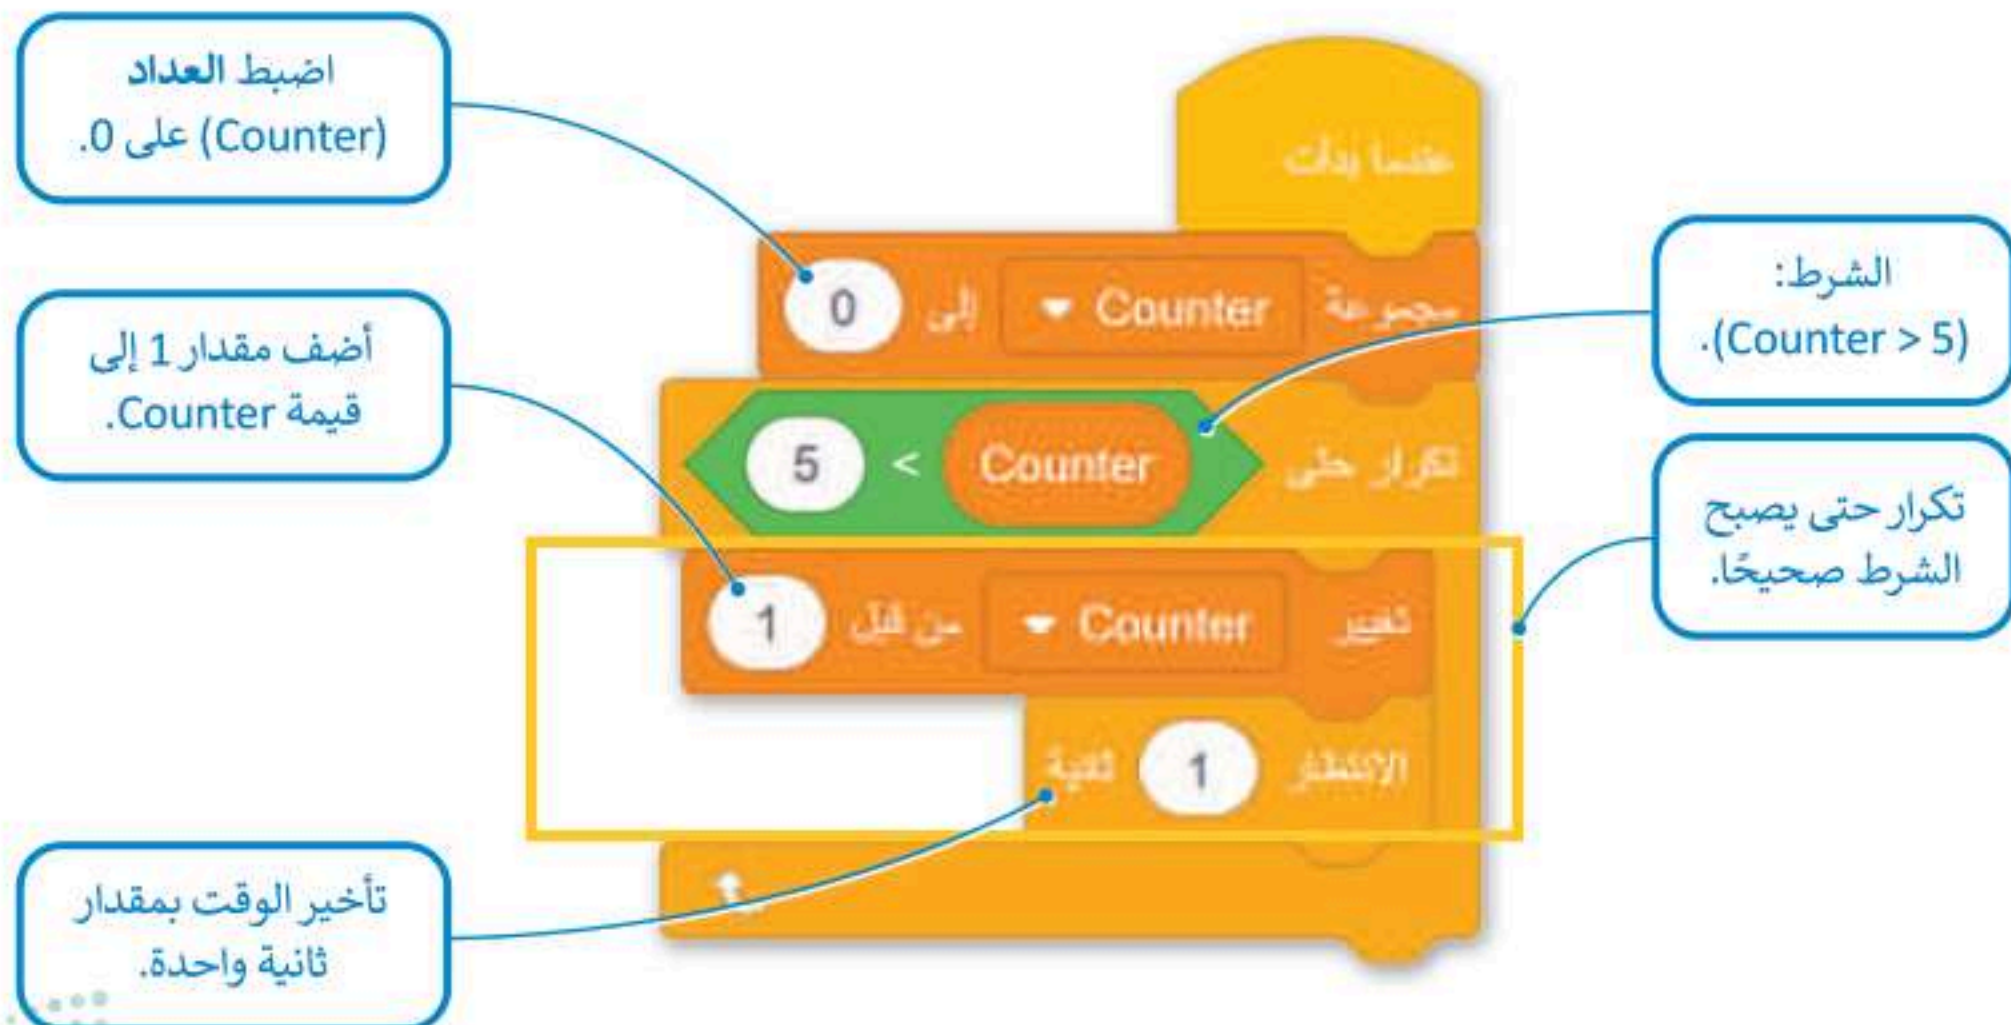 اضبط العداد
(Counter) على 0.
أضف مقدار 1 إلى
قيمة Counter.
تأخير الوقت بمقدار
ثانية واحدة.
عندما بدأت
مجموعة Counter إلى 0
تكرار حتى Counter > 5
تغيير Counter من قبل 1
الانتظار 1 ثانية
الشرط:
(Counter > 5).
تكرار حتى يصبح
الشرط صحيحًا.